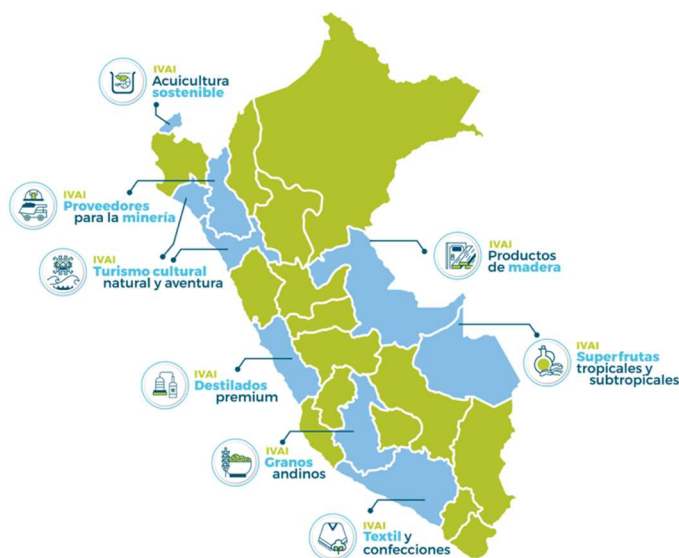 IVAI
Acuicultura
sostenible
IVAI
Proveedores
para la minería
IVAI
Turismo cultural
natural y aventura
IVAI
Productos
de madera
IVAI
Superfrutas
tropicales y
subtropicales
IVAI
Destilados
premium
IVAI
Granos
andinos
IVAI
Textil y
confecciones